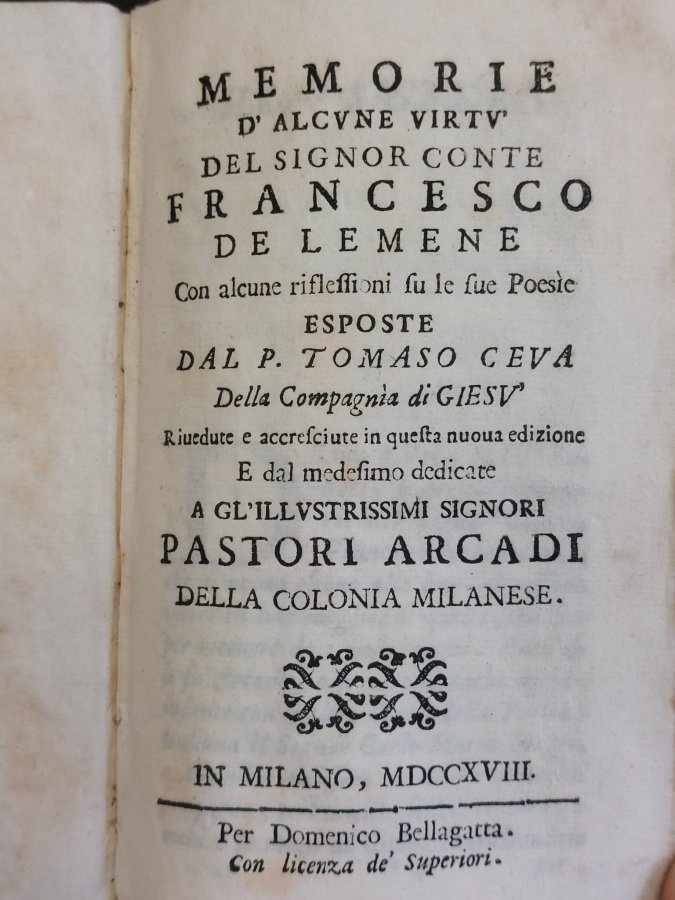 MEMORIE
D' ALCVNE VIRTV'
DEL SIGNOR CONTE
FRANCESCO
DE LEMENE
Con alcune riflessioni su le sue Poesìe
ESPOSTE
DAL P. TOMASO CEVA
Della Compagnìa di GIESV'
Riuedute e accresciute in questa nuoua edizione
E dal medesimo dedicate
A GL'ILLVSTRISSIMI SIGNORI
PASTORI ARCADI
DELLA COLONIA MILANESE.
IN MILANO, MDCCXVIII.
Per Domenico Bellagatta.
Con licenza de' Superiori.